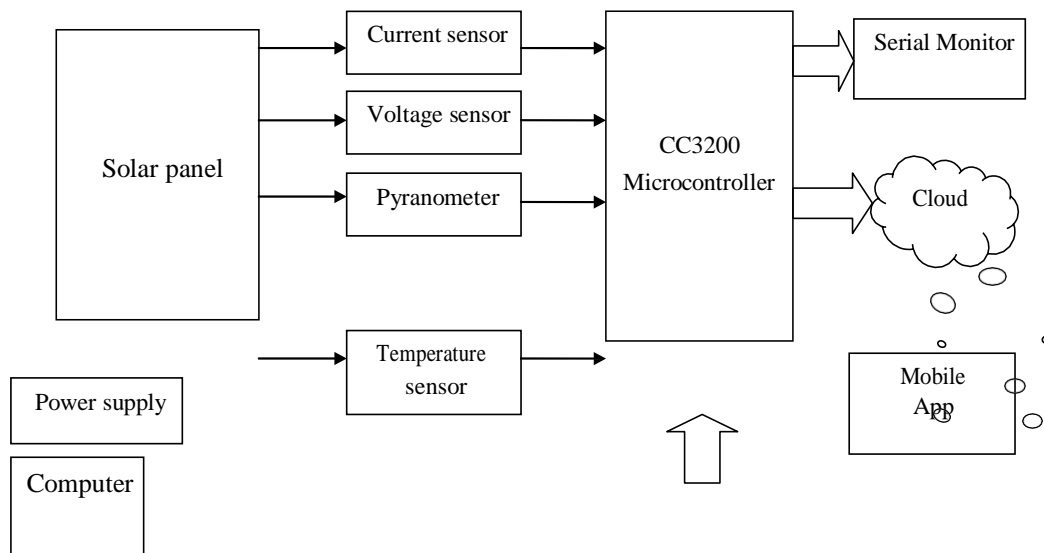 Current sensor
Serial Monitor
Voltage sensor
CC3200
Microcontroller
Solar panel
Pyranometer
Cloud
Temperature
sensor
Mobile
App
Power supply
Computer